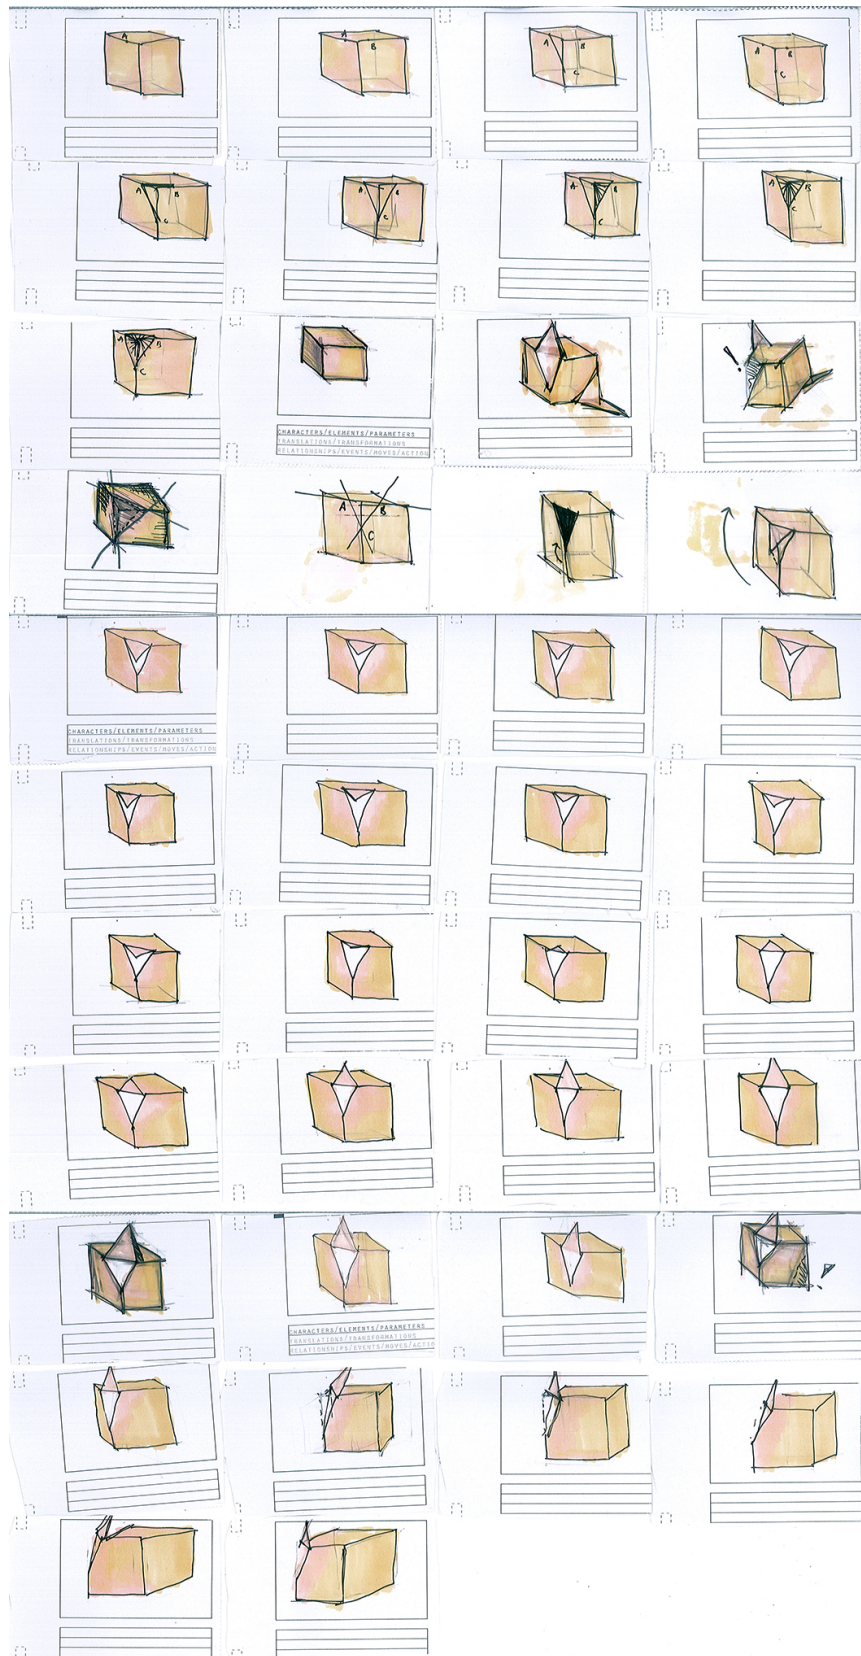 A
A B
A B C
A B C
A B C
A B C
A B C
A B C
A B C
CHARACTERS/ELEMENTS/PARAMETERS
TRANSLATIONS/TRANSFORMATIONS
RELATIONSHIPS/EVENTS/MOVES/ACTION
!
A B C
CHARACTERS/ELEMENTS/PARAMETERS
TRANSLATIONS/TRANSFORMATIONS
RELATIONSHIPS/EVENTS/MOVES/ACTION
CHARACTERS/ELEMENTS/PARAMETERS
TRANSLATIONS/TRANSFORMATIONS
RELATIONSHIPS/EVENTS/MOVES/ACTIO